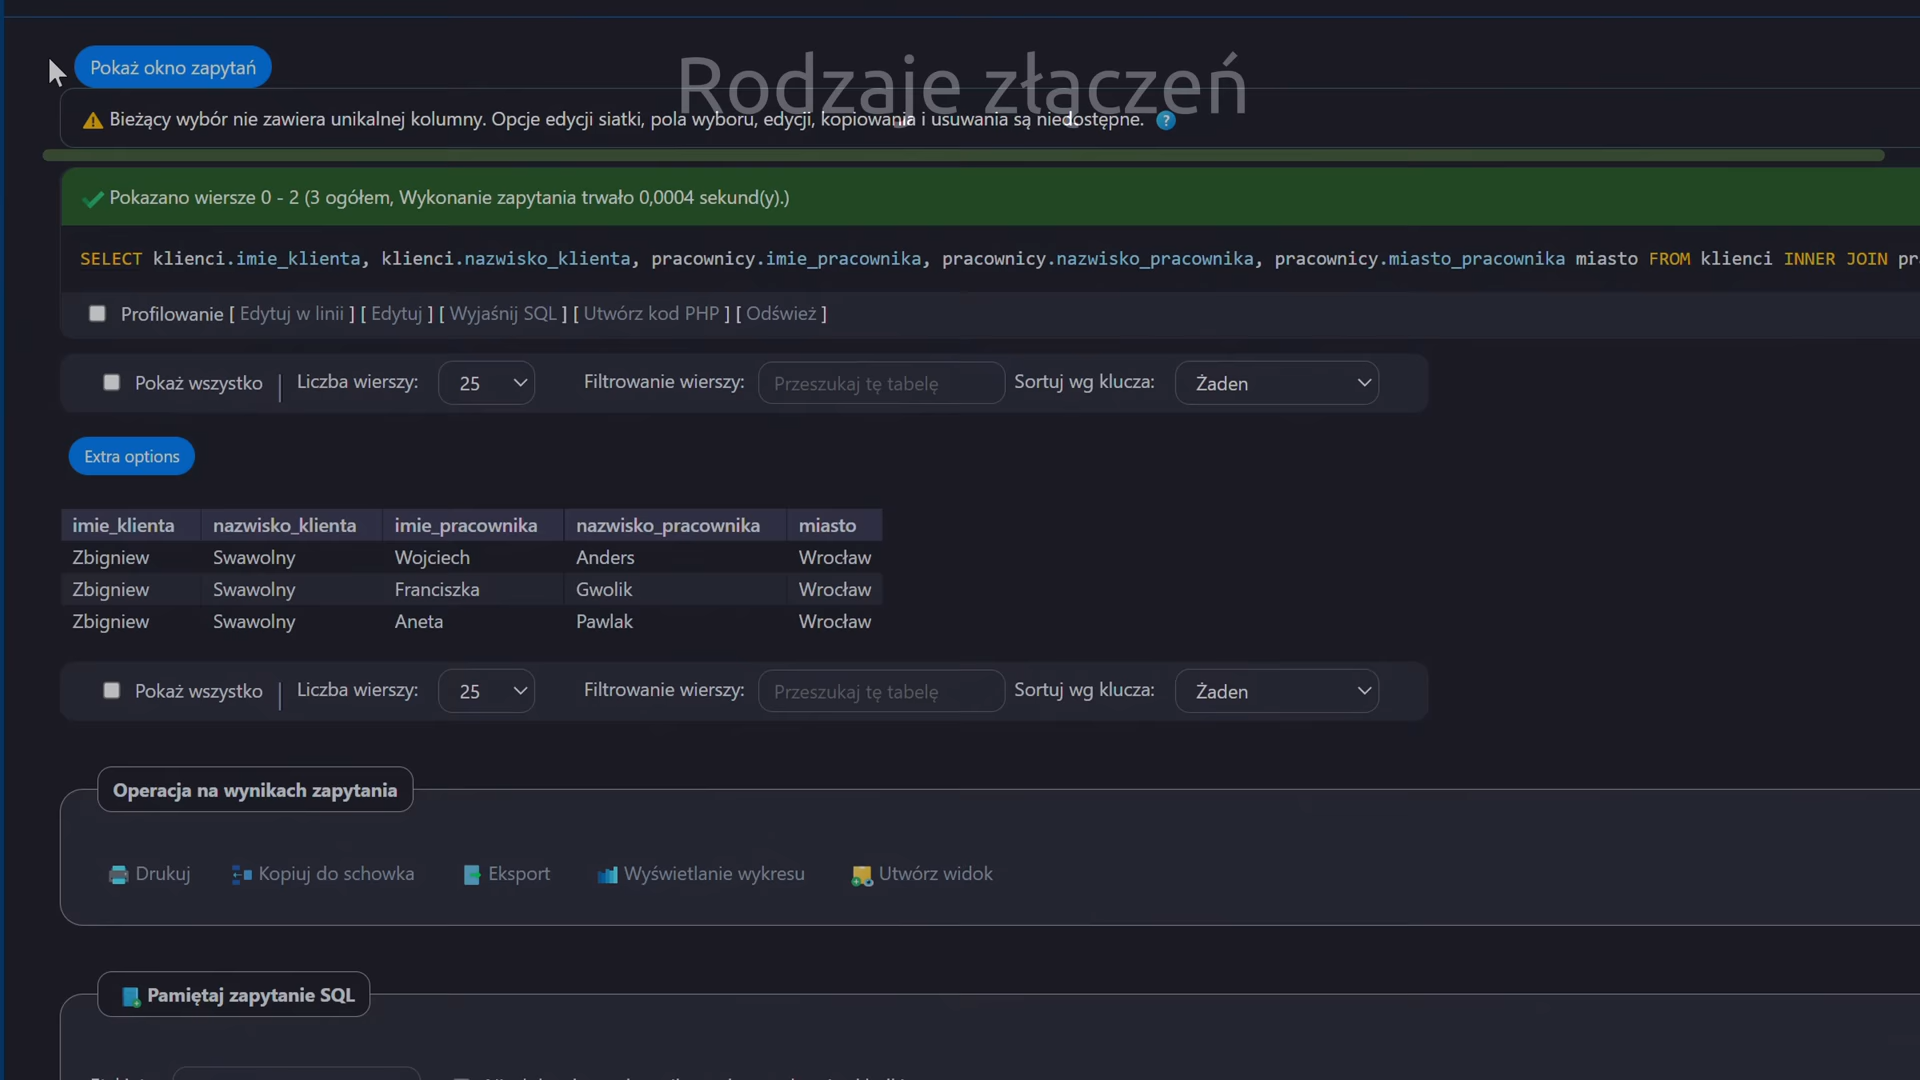 Rodzaje złączeń
Pokaż okno zapytań
Bieżący wybór nie zawiera unikalnej kolumny. Opcje edycji siatki, pola wyboru, edycji, kopiowania i usuwania są niedostępne.
Pokazano wiersze 0 - 2 (3 ogółem, Wykonanie zapytania trwało 0,0004 sekund(y).)
SELECT klienci.imie_klienta, klienci.nazwisko_klienta, pracownicy.imie_pracownika, pracownicy.nazwisko_pracownika, pracownicy.miasto_pracownika miasto FROM klienci INNER JOIN
Profilowanie [ Edytuj w linii ] [ Edytuj ] [ Wyjaśnij SQL ] [ Utwórz kod PHP ] [ Odśwież ]
Pokaż wszystko | Liczba wierszy: 25 Filtrowanie wierszy: Przeszukaj tę tabelę Sortuj wg klucza: Żaden
Extra options
imie_klienta nazwisko_klienta imie_pracownika nazwisko_pracownika miasto
Zbigniew Swawolny Wojciech Anders Wrocław
Zbigniew Swawolny Franciszka Gwolik Wrocław
Zbigniew Swawolny Aneta Pawlak Wrocław
Pokaż wszystko | Liczba wierszy: 25 Filtrowanie wierszy: Przeszukaj tę tabelę Sortuj wg klucza: Żaden
Operacja na wynikach zapytania
Drukuj Kopiuj do schowka Eksport Wyświetlanie wykresu Utwórz widok
Pamiętaj zapytanie SQL